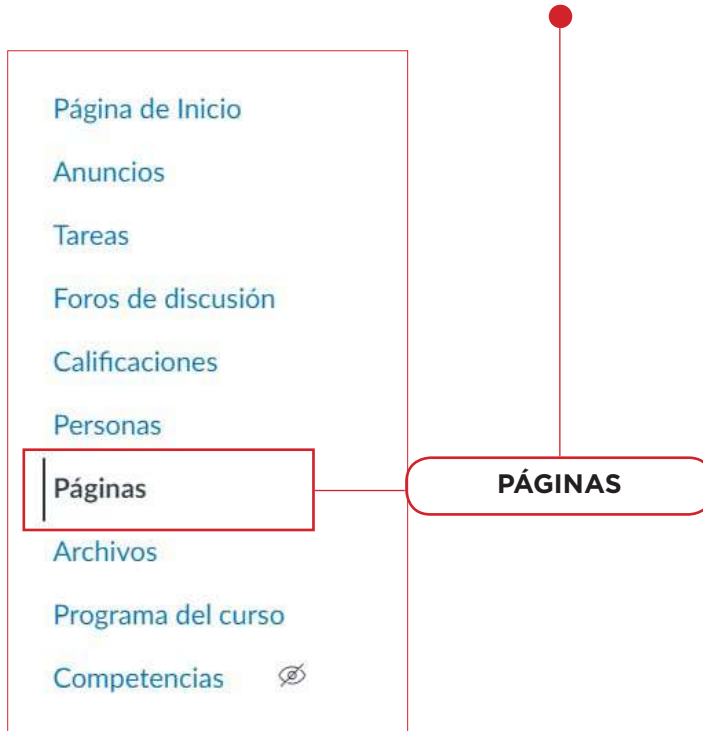 Página de Inicio
Anuncios
Tareas
Foros de discusión
Calificaciones
Personas
Páginas
PÁGINAS
Archivos
Programa del curso
Competencias